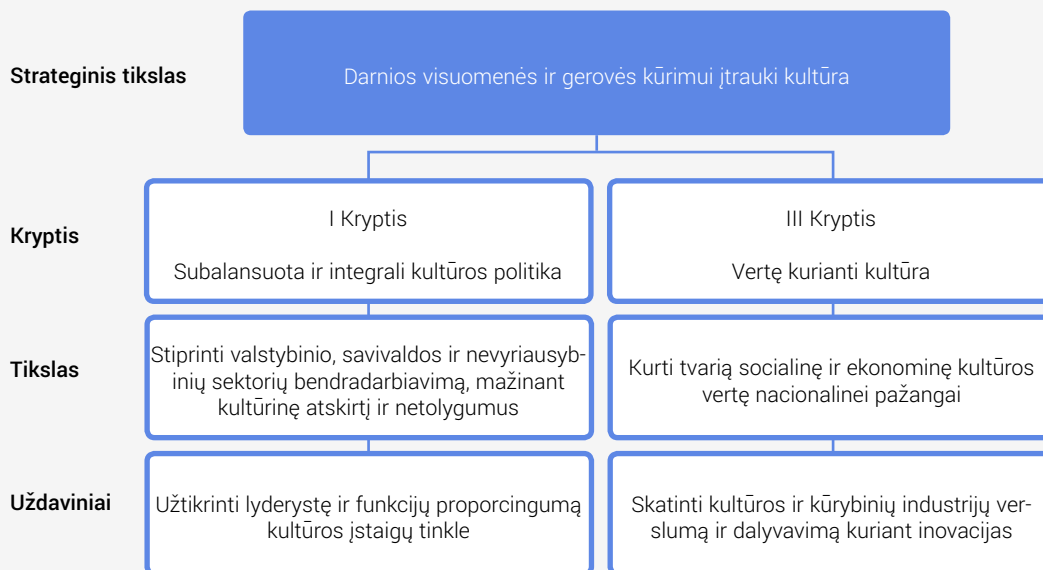 Strateginis tikslas
Darnios visuomenės ir gerovės kūrimui įtrauki kultūra
Kryptis
I Kryptis
Subalansuota ir integrali kultūros politika
III Kryptis
Vertę kurianti kultūra
Tikslas
Stiprinti valstybinio, savivaldos ir nevyriausyb-
inių sektorių bendradarbiavimą, mažinant
kultūrinę atskirtį ir netolygumus
Kurti tvarią socialinę ir ekonominę kultūros
vertę nacionalinei pažangai
Uždaviniai
Užtikrinti lyderystę ir funkcijų proporcingumą
kultūros įstaigų tinkle
Skatinti kultūros ir kūrybinių industrijų ver-
slumą ir dalyvavimą kuriant inovacijas